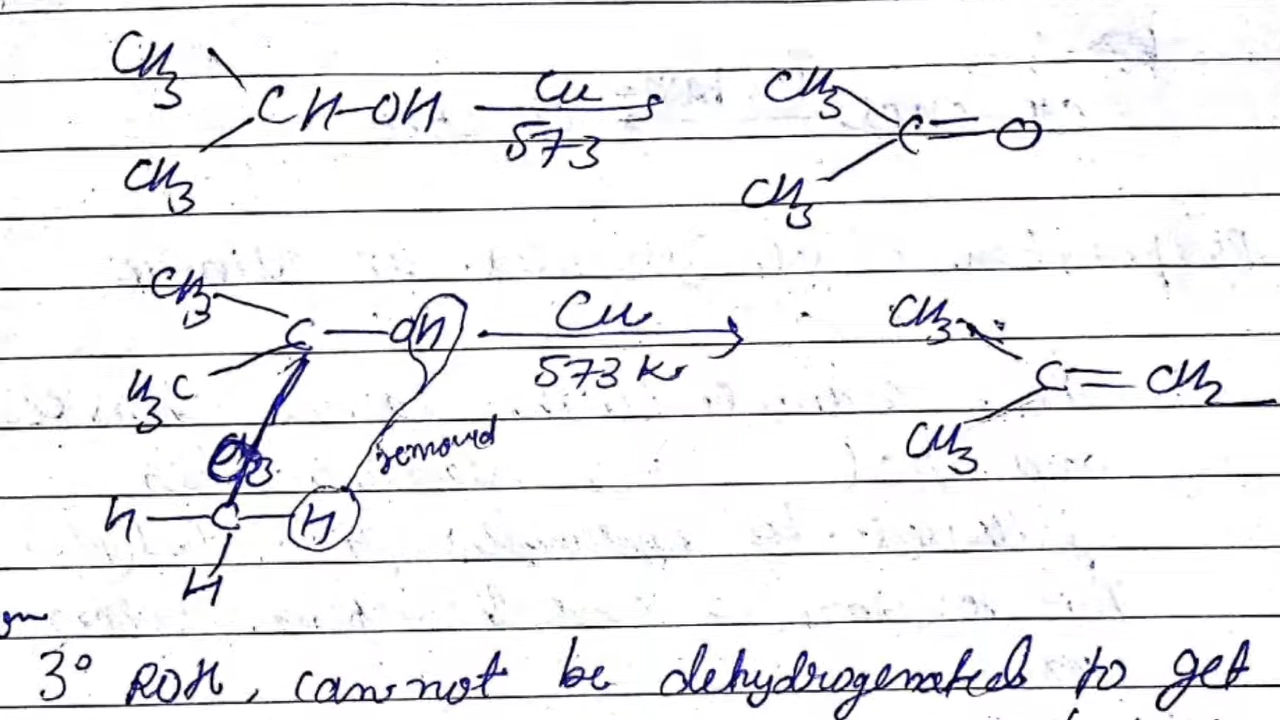 CH3
CH-OH Cu 573
CH3
CH3
C=O
CH3
CH3
C-OH Cu 573 K
H3C
removed
H-C-H
H
CH3
C=CH2
CH3
3° ROH, cannot be dehydrogenated to get